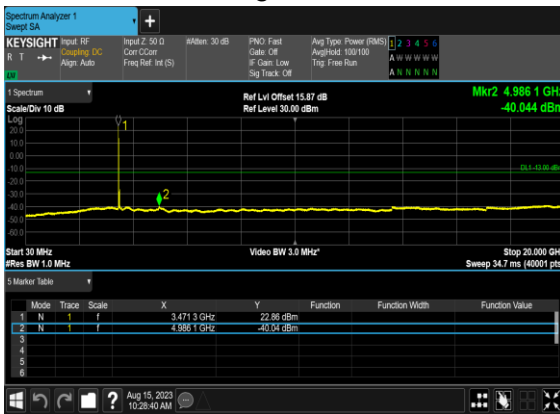 Spectrum Analyzer 1
Swept SA
KEYSIGHT Input: RF Input Z: 50 Ω #Atten: 30 dB PNO: Fast Avg Type: Power (RMS) 1 2 3 4 5 6
R T Coupling: DC Corr CCorr Gate: Off Avg|Hold: 100/100 A W W W W W
Align: Auto Freq Ref: Int (S) IF Gain: Low Trig: Free Run
Sig Track: Off A N N N N N
1 Spectrum Ref Lvl Offset 15.87 dB Mkr2 4.986 1 GHz
Scale/Div 10 dB Ref Level 30.00 dBm -40.044 dBm
Log
20.0
10.0
0.00
-10.0
-20.0
-30.0
-40.0
-50.0
-60.0
1
2
DL1 -13.00 dBm
Start 30 MHz Video BW 3.0 MHz* Stop 20.000 GHz
#Res BW 1.0 MHz Sweep 34.7 ms (40001 pts)
5 Marker Table
Mode Trace Scale X Y Function Function Width Function Value
1 N 1 f 3.471 3 GHz 22.86 dBm
2 N 1 f 4.986 1 GHz -40.04 dBm
3
4
5
6
Aug 15, 2023
10:28:40 AM